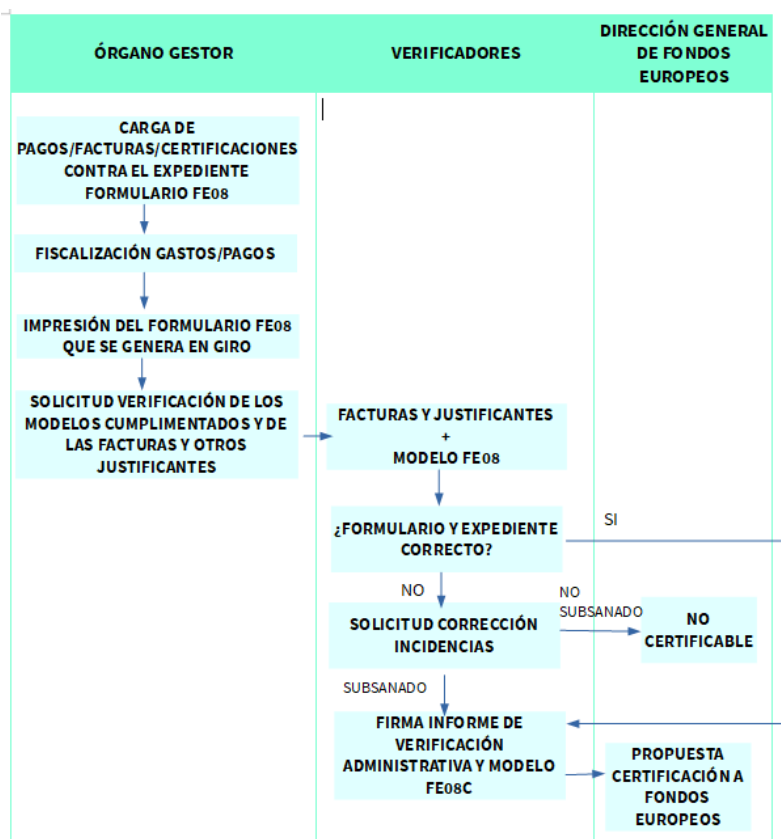 ÓRGANO GESTOR
VERIFICADORES
DIRECCIÓN GENERAL
DE FONDOS
EUROPEOS
CARGA DE
PAGOS/FACTURAS/CERTIFICACIONES
CONTRA EL EXPEDIENTE
FORMULARIO FE08
FISCALIZACIÓN GASTOS/PAGOS
IMPRESIÓN DEL FORMULARIO FE08
QUE SE GENERA EN GIRO
SOLICITUD VERIFICACIÓN DE LOS
MODELOS CUMPLIMENTADOS Y DE
LAS FACTURAS Y OTROS
JUSTIFICANTES
FACTURAS Y JUSTIFICANTES
+
MODELO FE08
¿FORMULARIO Y EXPEDIENTE
CORRECTO?
SI
NO
SOLICITUD CORRECCIÓN
INCIDENCIAS
NO
SUBSANADO
NO
CERTIFICABLE
SUBSANADO
FIRMA INFORME DE
VERIFICACIÓN
ADMINISTRATIVA Y MODELO
FE08C
PROPUESTA
CERTIFICACIÓN A
FONDOS
EUROPEOS